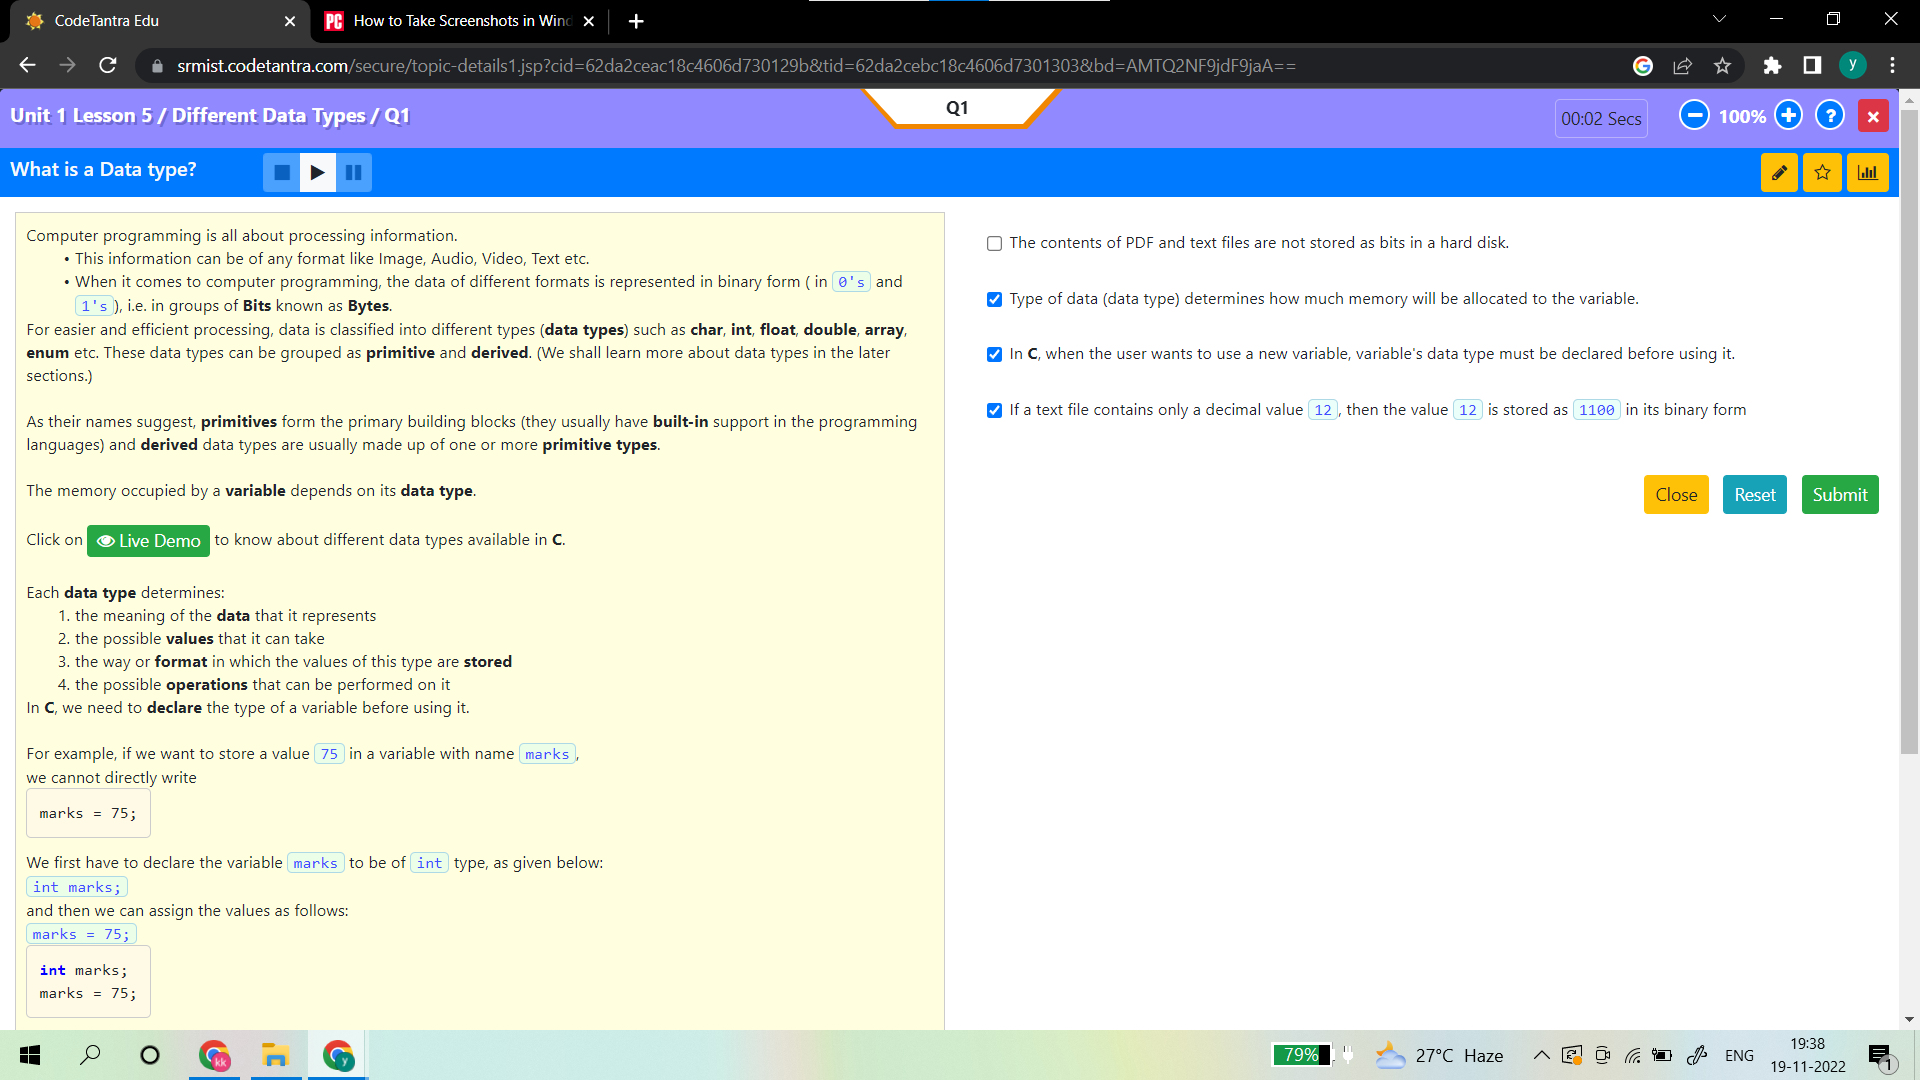 CodeTantra Edu
How to Take Screenshots in Wind
srmist.codetantra.com/secure/topic-details1.jsp?cid=62da2ceac18c4606d730129b&tid=62da2cebc18c4606d7301303&bd=AMTQ2NF9jdF9jaA==
y
Unit 1 Lesson 5 / Different Data Types / Q1
Q1
00:02 Secs
100%
What is a Data type?
Computer programming is all about processing information.
• This information can be of any format like Image, Audio, Video, Text etc.
• When it comes to computer programming, the data of different formats is represented in binary form ( in 0's and
1's ), i.e. in groups of Bits known as Bytes.
For easier and efficient processing, data is classified into different types (data types) such as char, int, float, double, array,
enum etc. These data types can be grouped as primitive and derived. (We shall learn more about data types in the later
sections.)
As their names suggest, primitives form the primary building blocks (they usually have built-in support in the programming
languages) and derived data types are usually made up of one or more primitive types.
The memory occupied by a variable depends on its data type.
Click on Live Demo to know about different data types available in C.
Each data type determines:
1. the meaning of the data that it represents
2. the possible values that it can take
3. the way or format in which the values of this type are stored
4. the possible operations that can be performed on it
In C, we need to declare the type of a variable before using it.
For example, if we want to store a value 75 in a variable with name marks,
we cannot directly write
marks = 75;
We first have to declare the variable marks to be of int type, as given below:
int marks;
and then we can assign the values as follows:
marks = 75;
int marks;
marks = 75;
The contents of PDF and text files are not stored as bits in a hard disk.
Type of data (data type) determines how much memory will be allocated to the variable.
In C, when the user wants to use a new variable, variable's data type must be declared before using it.
If a text file contains only a decimal value 12, then the value 12 is stored as 1100 in its binary form
Close Reset Submit
kk
y
79%
27°C Haze
ENG
19:38
19-11-2022
1